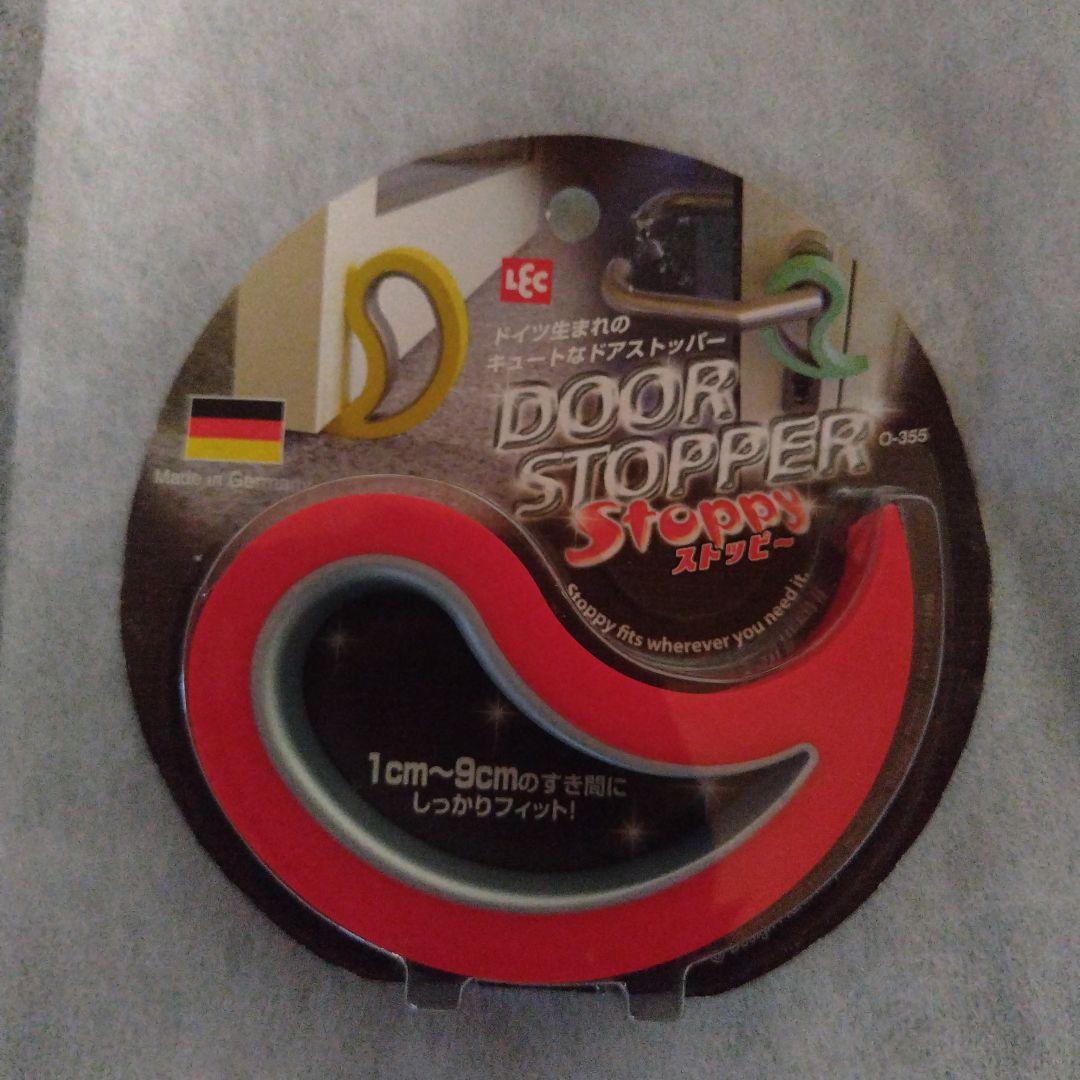 LEC
ドイツ生まれの
キュートなドアストッパー
DOOR
STOPPER
O-355
Stoppy
ストッピ～
Made in Germany
Stoppy fits wherever you need it.
1cm～9cmのすき間に
しっかりフィット!